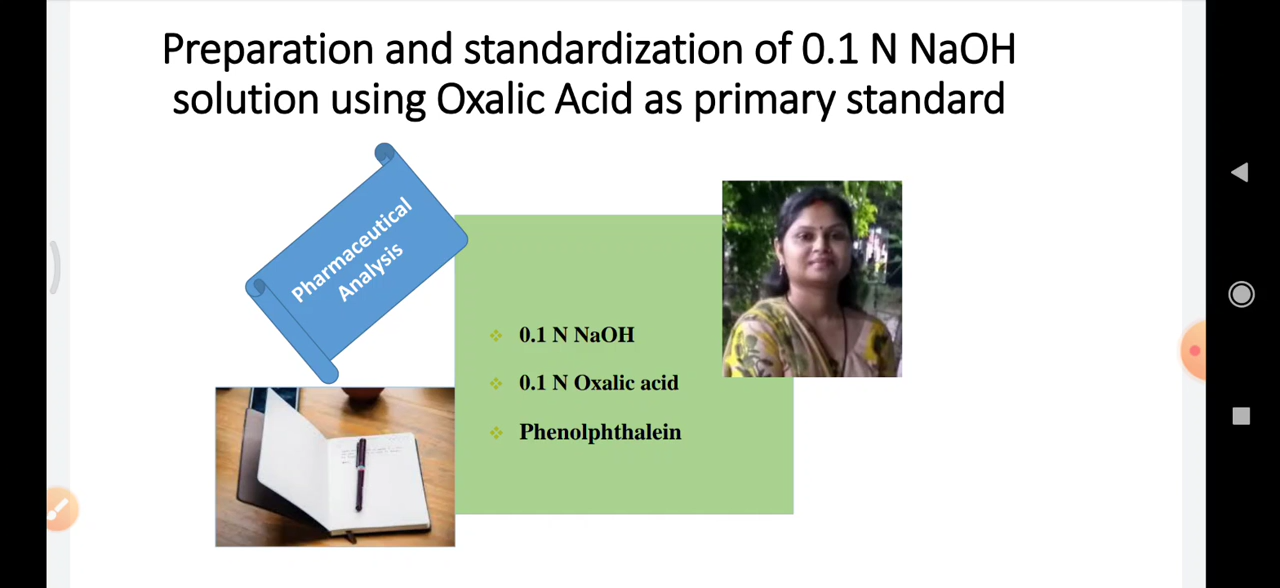 Preparation and standardization of 0.1 N NaOH
solution using Oxalic Acid as primary standard
Pharmaceutical
Analysis
0.1 N NaOH
0.1 N Oxalic acid
Phenolphthalein